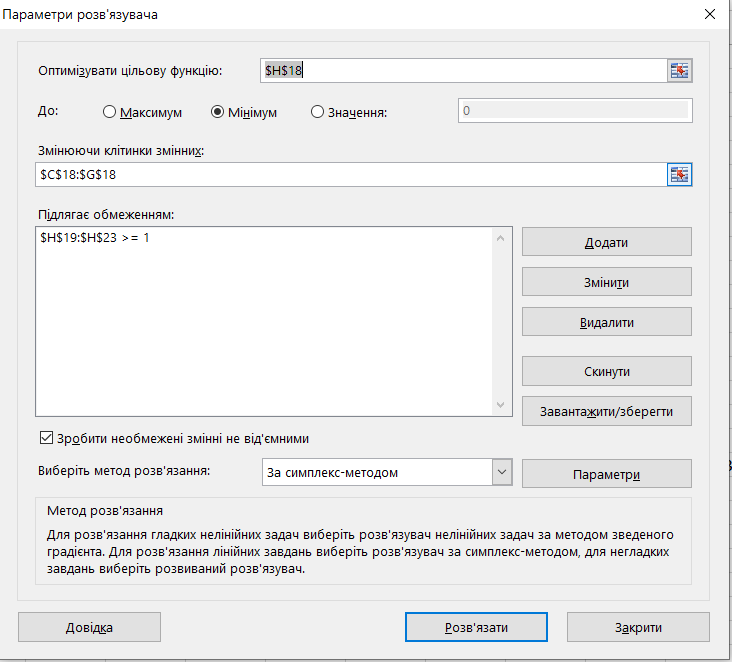 Параметри розв'язувача
Оптимізувати цільову функцію:
$H$18
До:
Максимум
Мінімум
Значення:
0
Змінюючи клітинки змінних:
$C$18:$G$18
Підлягає обмеженням:
$H$19:$H$23 >= 1
Додати
Змінити
Видалити
Скинути
Завантажити/зберегти
Зробити необмежені змінні не від'ємними
Виберіть метод розв'язання:
За симплекс-методом
Параметри
Метод розв'язання
Для розв'язання гладких нелінійних задач виберіть розв'язувач нелінійних задач за методом зведеного
градієнта. Для розв'язання лінійних завдань виберіть розв'язувач за симплекс-методом, для негладких
завдань виберіть розвиваний розв'язувач.
Довідка
Розв'язати
Закрити